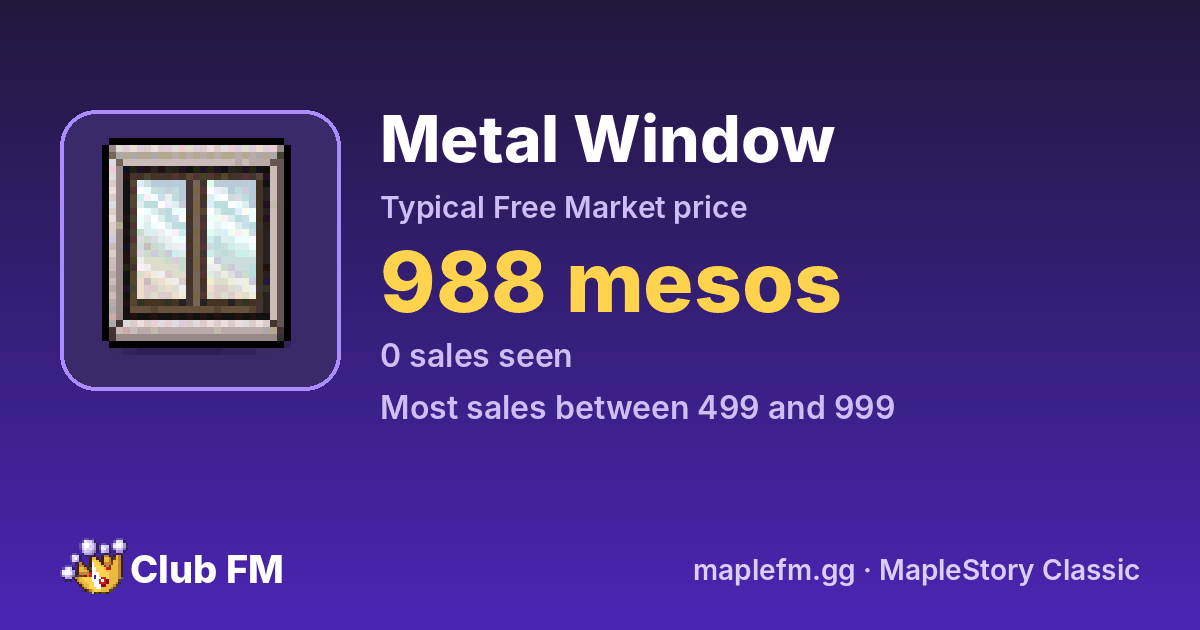 Metal Window
Typical Free Market price
988 mesos
0 sales seen
Most sales between 499 and 999
Club FM
maplefm.gg · MapleStory Classic